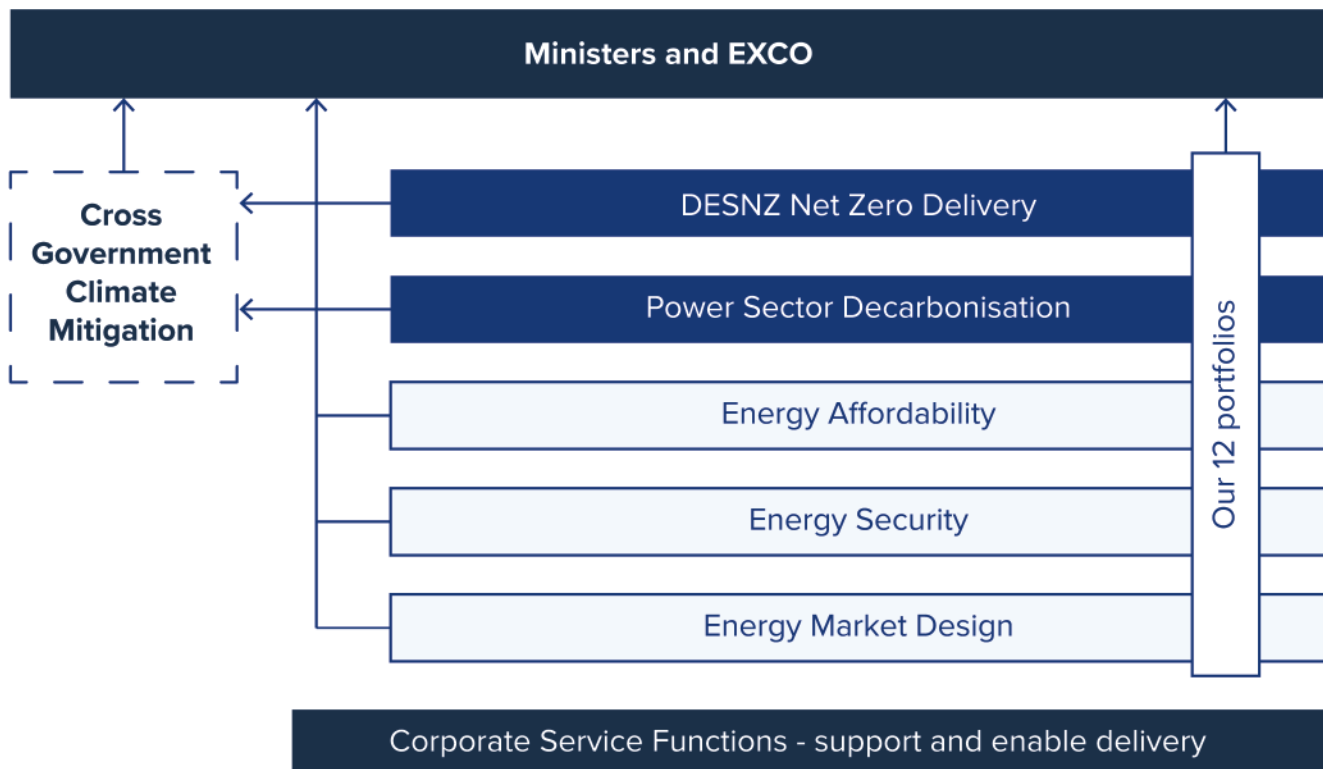 Ministers and EXCO
Cross
Government
Climate
Mitigation
DESNZ Net Zero Delivery
Power Sector Decarbonisation
Energy Affordability
Energy Security
Energy Market Design
Our 12 portfolios
Corporate Service Functions - support and enable delivery